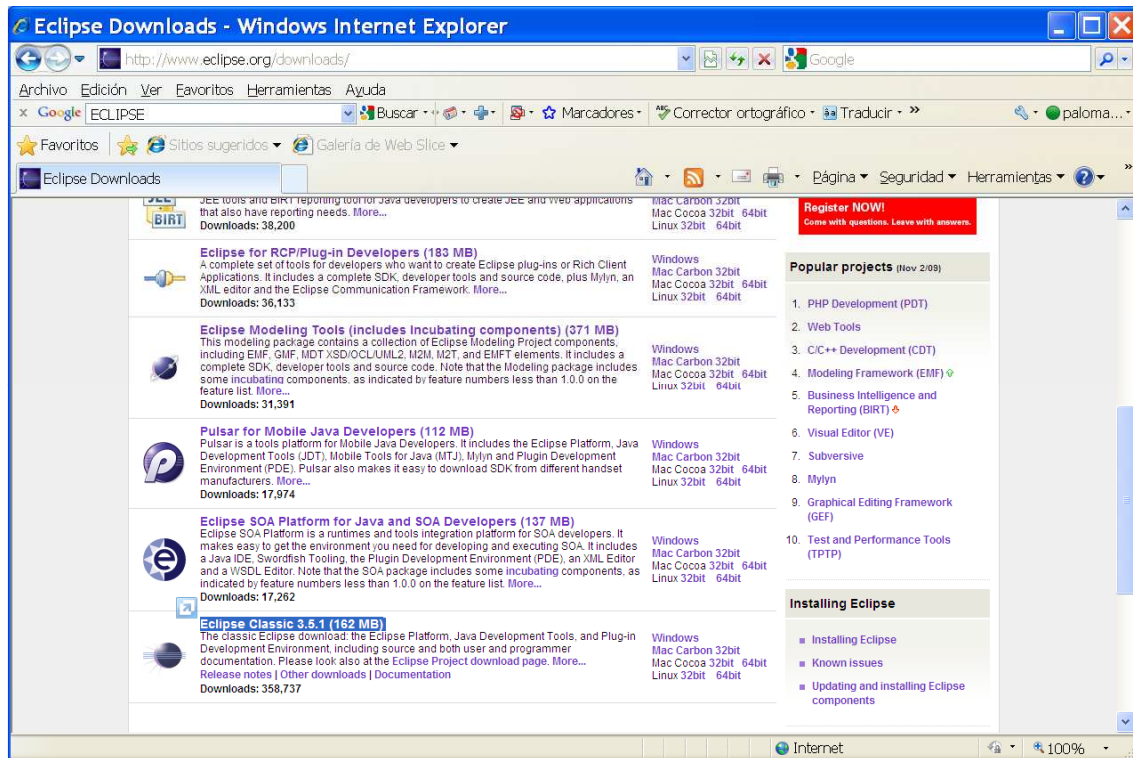 Eclipse Downloads - Windows Internet Explorer
http://www.eclipse.org/downloads/
Google
Archivo Edición Ver Favoritos Herramientas Ayuda
x Google ECLIPSE Buscar Marcadores Corrector ortográfico Traducir » paloma...
Favoritos Sitios sugeridos Galería de Web Slice
Eclipse Downloads
Página Seguridad Herramientas »
JEE
BIRT
JEE tools and BIRT reporting tool for Java developers to create JEE and Web applications
that also have reporting needs. More...
Downloads: 38,200
Mac Carbon 32bit
Mac Cocoa 32bit 64bit
Linux 32bit 64bit
Eclipse for RCP/Plug-in Developers (183 MB)
A complete set of tools for developers who want to create Eclipse plug-ins or Rich Client
Applications. It includes a complete SDK, developer tools and source code, plus Mylyn, an
XML editor and the Eclipse Communication Framework. More...
Downloads: 36,133
Windows
Mac Carbon 32bit
Mac Cocoa 32bit 64bit
Linux 32bit 64bit
Eclipse Modeling Tools (includes Incubating components) (371 MB)
This modeling package contains a collection of Eclipse Modeling Project components,
including EMF, GMF, MDT XSD/OCL/UML2, M2M, M2T, and EMFT elements. It includes a
complete SDK, developer tools and source code. Note that the Modeling package includes
some incubating components, as indicated by feature numbers less than 1.0.0 on the
feature list. More...
Downloads: 31,391
Windows
Mac Carbon 32bit
Mac Cocoa 32bit 64bit
Linux 32bit 64bit
Pulsar for Mobile Java Developers (112 MB)
Pulsar is a tools platform for Mobile Java Developers. It includes the Eclipse Platform, Java
Development Tools (JDT), Mobile Tools for Java (MTJ), Mylyn and Plugin Development
Environment (PDE). Pulsar also makes it easy to download SDK from different handset
manufacturers. More...
Downloads: 17,974
Windows
Mac Carbon 32bit
Mac Cocoa 32bit 64bit
Linux 32bit 64bit
Eclipse SOA Platform for Java and SOA Developers (137 MB)
Eclipse SOA Platform is a runtimes and tools integration platform for SOA developers. It
makes easy to get the environment you need for developing and executing SOA. It includes
a Java IDE, Swordfish Tooling, the Plugin Development Environment (PDE), an XML Editor
and a WSDL Editor. Note that the SOA package includes some incubating components, as
indicated by feature numbers less than 1.0.0 on the feature list. More...
Downloads: 17,262
Windows
Mac Carbon 32bit
Mac Cocoa 32bit 64bit
Linux 32bit 64bit
Eclipse Classic 3.5.1 (162 MB)
The classic Eclipse download: the Eclipse Platform, Java Development Tools, and Plug-in
Development Environment, including source and both user and programmer
documentation. Please look also at the Eclipse Project download page. More...
Release notes | Other downloads | Documentation
Downloads: 358,737
Windows
Mac Carbon 32bit
Mac Cocoa 32bit 64bit
Linux 32bit 64bit
Register NOW!
Come with questions. Leave with answers.
Popular projects (Nov 2/09)
1. PHP Development (PDT)
2. Web Tools
3. C/C++ Development (CDT)
4. Modeling Framework (EMF)
5. Business Intelligence and
Reporting (BIRT)
6. Visual Editor (VE)
7. Subversive
8. Mylyn
9. Graphical Editing Framework
(GEF)
10. Test and Performance Tools
(TPTP)
Installing Eclipse
Installing Eclipse
Known issues
Updating and installing Eclipse
components
Internet
100%